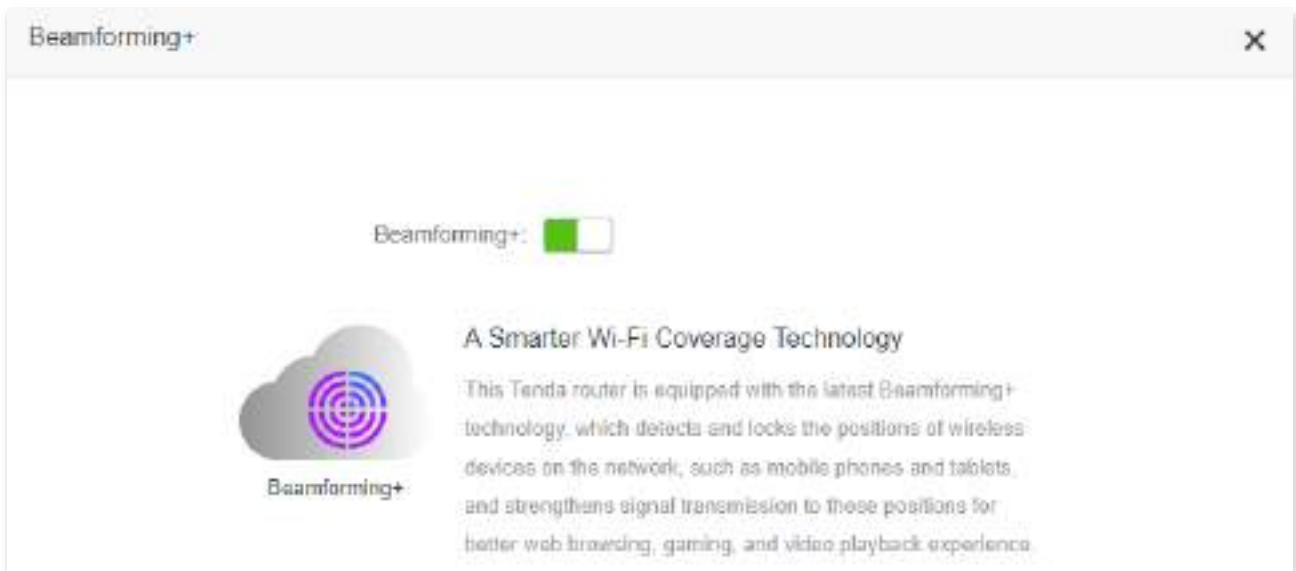 Beamforming+
Beamforming+:
A Smarter Wi-Fi Coverage Technology
This Tenda router is equipped with the latest Beamforming+
technology, which detects and locks the positions of wireless
devices on the network, such as mobile phones and tablets,
and strengthens signal transmission to these positions for
better web browsing, gaming, and video playback experience.
Beamforming+